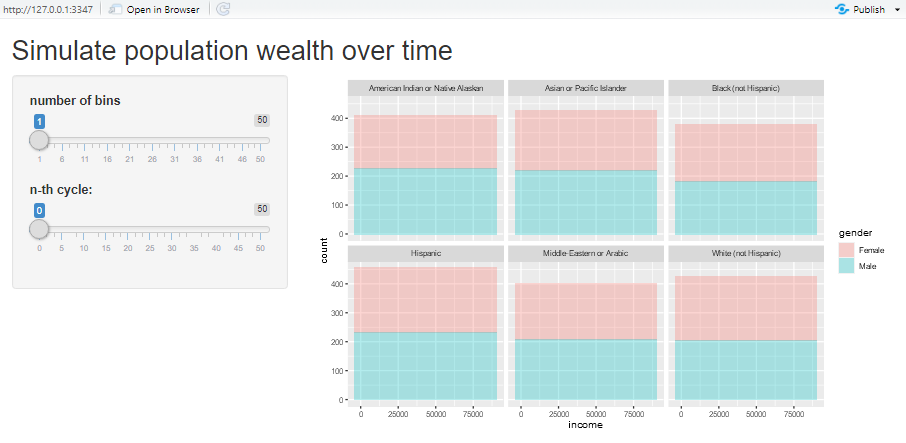 http://127.0.0.1:3347 Open in Browser Publish
Simulate population wealth over time
number of bins
1 50
1 6 11 16 21 26 31 36 41 46 50
n-th cycle:
0 50
0 5 10 15 20 25 30 35 40 45 50
American Indian or Native Alaskan Asian or Pacific Islander Black (not Hispanic)
400
300
200
100
0
count
Hispanic Middle-Eastern or Arabic White (not Hispanic)
400
300
200
100
0
0 25000 50000 75000 0 25000 50000 75000 0 25000 50000 75000
income
gender
Female
Male